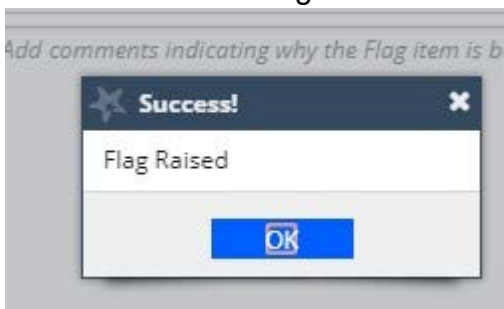 Add comments indicating why the Flag item is b
Success!
Flag Raised
OK